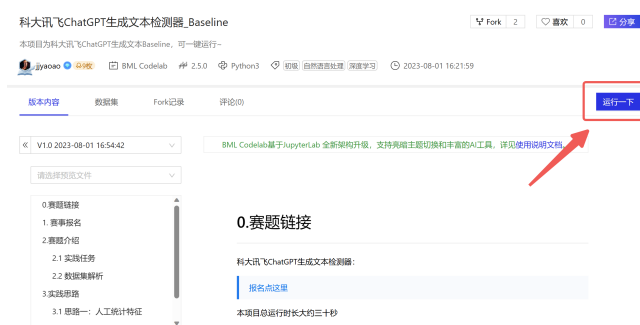 科大讯飞ChatGPT生成文本检测器_Baseline
Fork 2
喜欢 0
分享
本项目为科大讯飞ChatGPT生成文本Baseline，可一键运行~
jyaoao 9枚 BML Codelab 2.5.0 Python3 初级 自然语言处理 深度学习 2023-08-01 16:21:59
版本内容 数据集 Fork记录 评论(0) 运行一下
V1.0 2023-08-01 16:54:42
BML Codelab基于JupyterLab 全新架构升级，支持亮暗主题切换和丰富的AI工具，详见使用说明文档。
请选择预览文件
0.赛题链接
1. 赛事报名
2.赛题介绍
2.1 实践任务
2.2 数据集解析
3.实践思路
3.1 思路一：人工统计特征
0.赛题链接
科大讯飞ChatGPT生成文本检测器：
报名点这里
本项目总运行时长大约三十秒